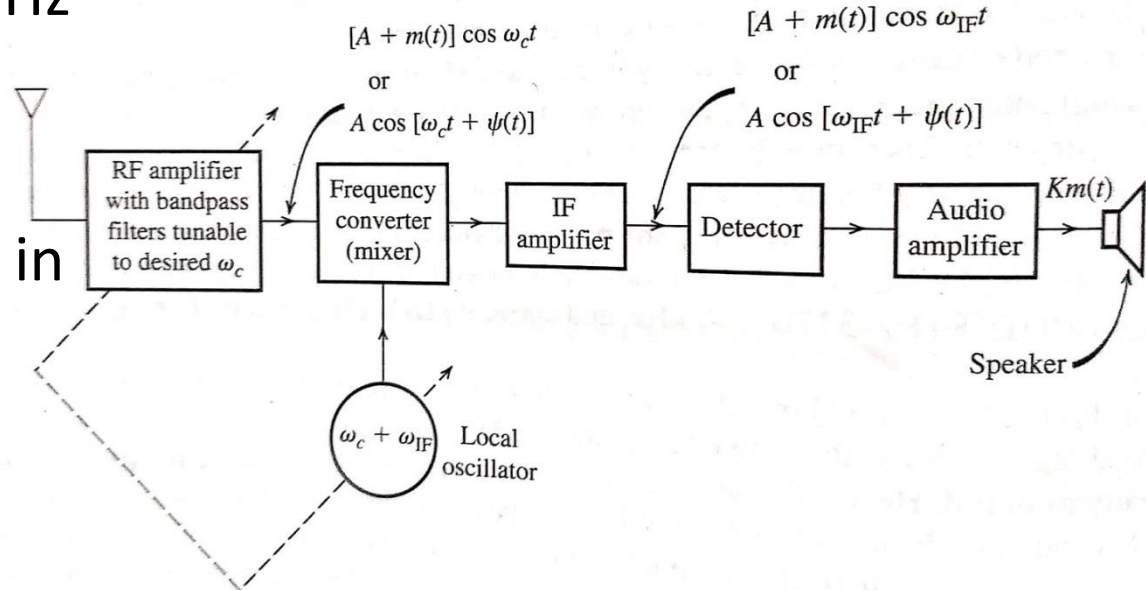 Hz
in
[A + m(t)] cos ω_c t
or
A cos [ω_c t + ψ(t)]
[A + m(t)] cos ω_IF t
or
A cos [ω_IF t + ψ(t)]
RF amplifier
with bandpass
filters tunable
to desired ω_c
Frequency
converter
(mixer)
IF
amplifier
Detector
Audio
amplifier
Km(t)
Speaker
ω_c + ω_IF
Local
oscillator